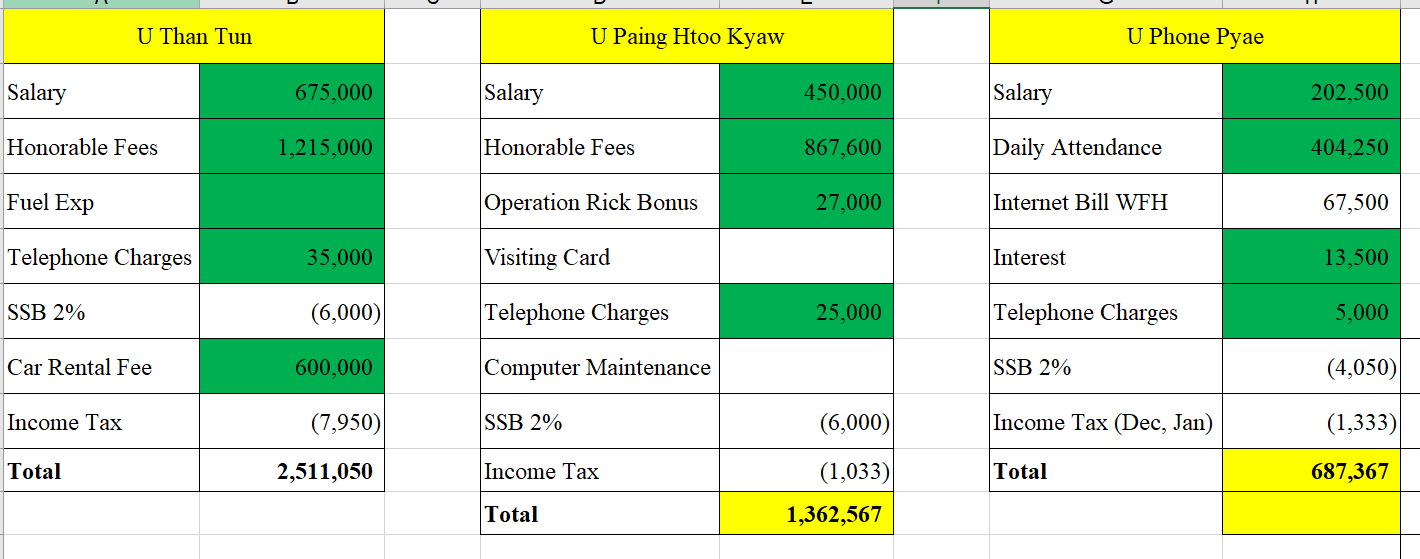 U Than Tun
Salary 675,000
Honorable Fees 1,215,000
Fuel Exp
Telephone Charges 35,000
SSB 2% (6,000)
Car Rental Fee 600,000
Income Tax (7,950)
Total 2,511,050
U Paing Htoo Kyaw
Salary 450,000
Honorable Fees 867,600
Operation Rick Bonus 27,000
Visiting Card
Telephone Charges 25,000
Computer Maintenance
SSB 2% (6,000)
Income Tax (1,033)
Total 1,362,567
U Phone Pyae
Salary 202,500
Daily Attendance 404,250
Internet Bill WFH 67,500
Interest 13,500
Telephone Charges 5,000
SSB 2% (4,050)
Income Tax (Dec, Jan) (1,333)
Total 687,367